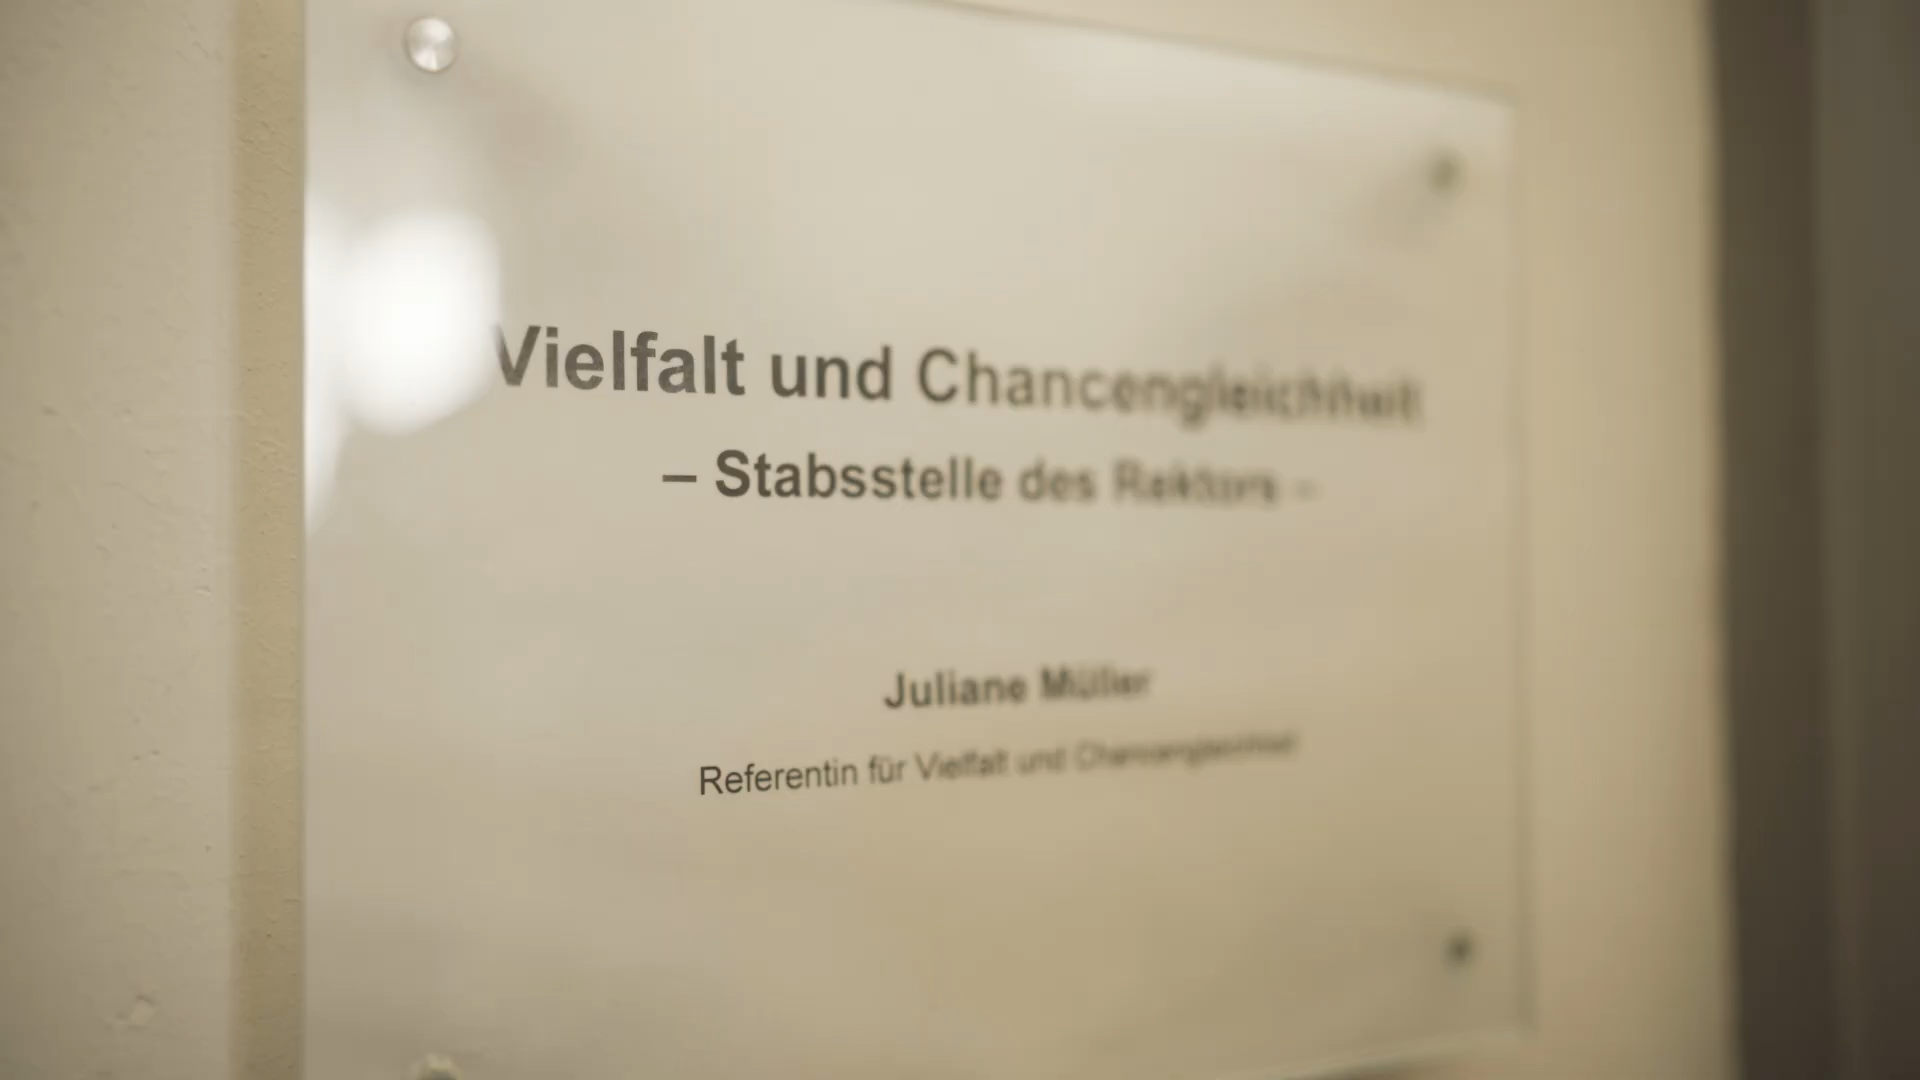 Vielfalt und Chancengleichheit
– Stabsstelle des Rektors –
Juliane Müller
Referentin für Vielfalt und Chancengleichheit